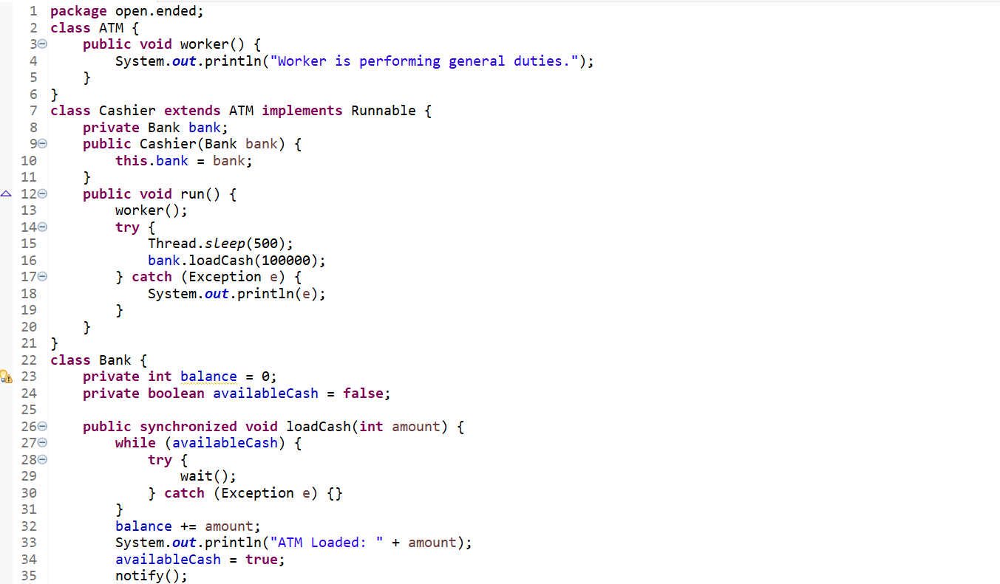 1 package open.ended;
2 class ATM {
3 public void worker() {
4 System.out.println("Worker is performing general duties.");
5 }
6 }
7 class Cashier extends ATM implements Runnable {
8 private Bank bank;
9 public Cashier(Bank bank) {
10 this.bank = bank;
11 }
12 public void run() {
13 worker();
14 try {
15 Thread.sleep(500);
16 bank.loadCash(100000);
17 } catch (Exception e) {
18 System.out.println(e);
19 }
20 }
21 }
22 class Bank {
23 private int balance = 0;
24 private boolean availableCash = false;
25
26 public synchronized void loadCash(int amount) {
27 while (availableCash) {
28 try {
29 wait();
30 } catch (Exception e) {}
31 }
32 balance += amount;
33 System.out.println("ATM Loaded: " + amount);
34 availableCash = true;
35 notify();